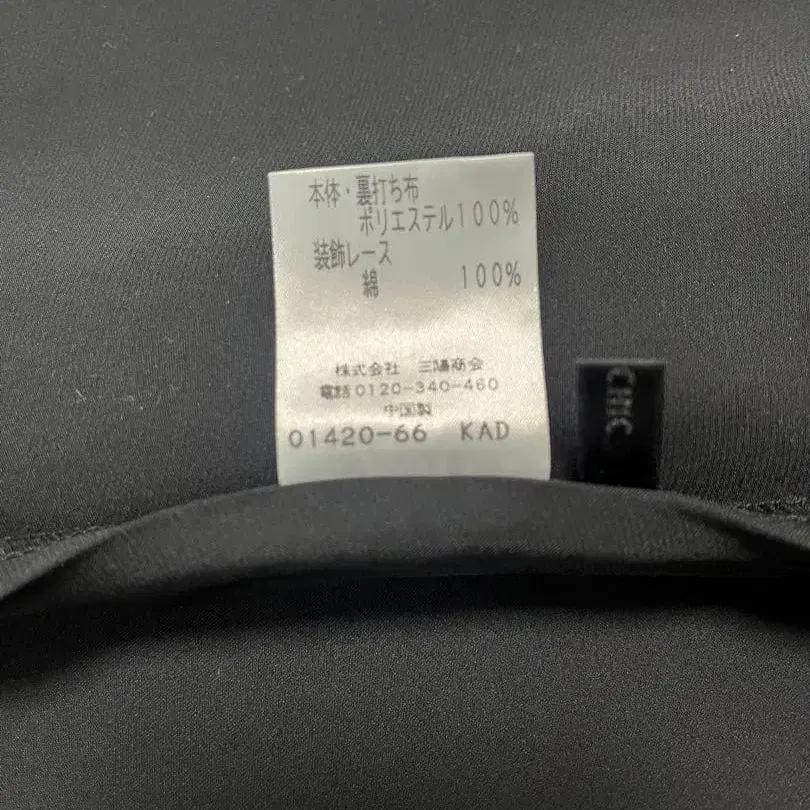 本体・裏打ち布
ポリエステル100%
装飾レース
綿 100%
株式会社 三陽商会
電話0120-340-460
中国製
01420-66 KAD
CHIC